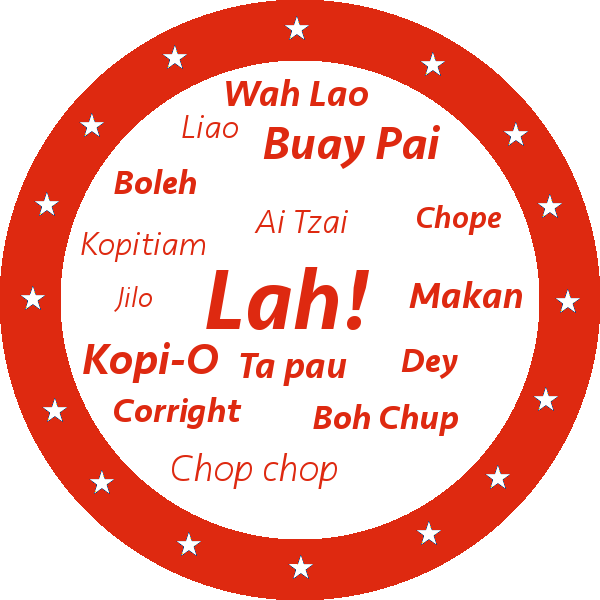 Wah Lao
Liao
Buay Pai
Boleh
Ai Tzai
Chope
Kopitiam
Jilo
Lah!
Makan
Kopi-O
Ta pau
Dey
Corright
Boh Chup
Chop chop